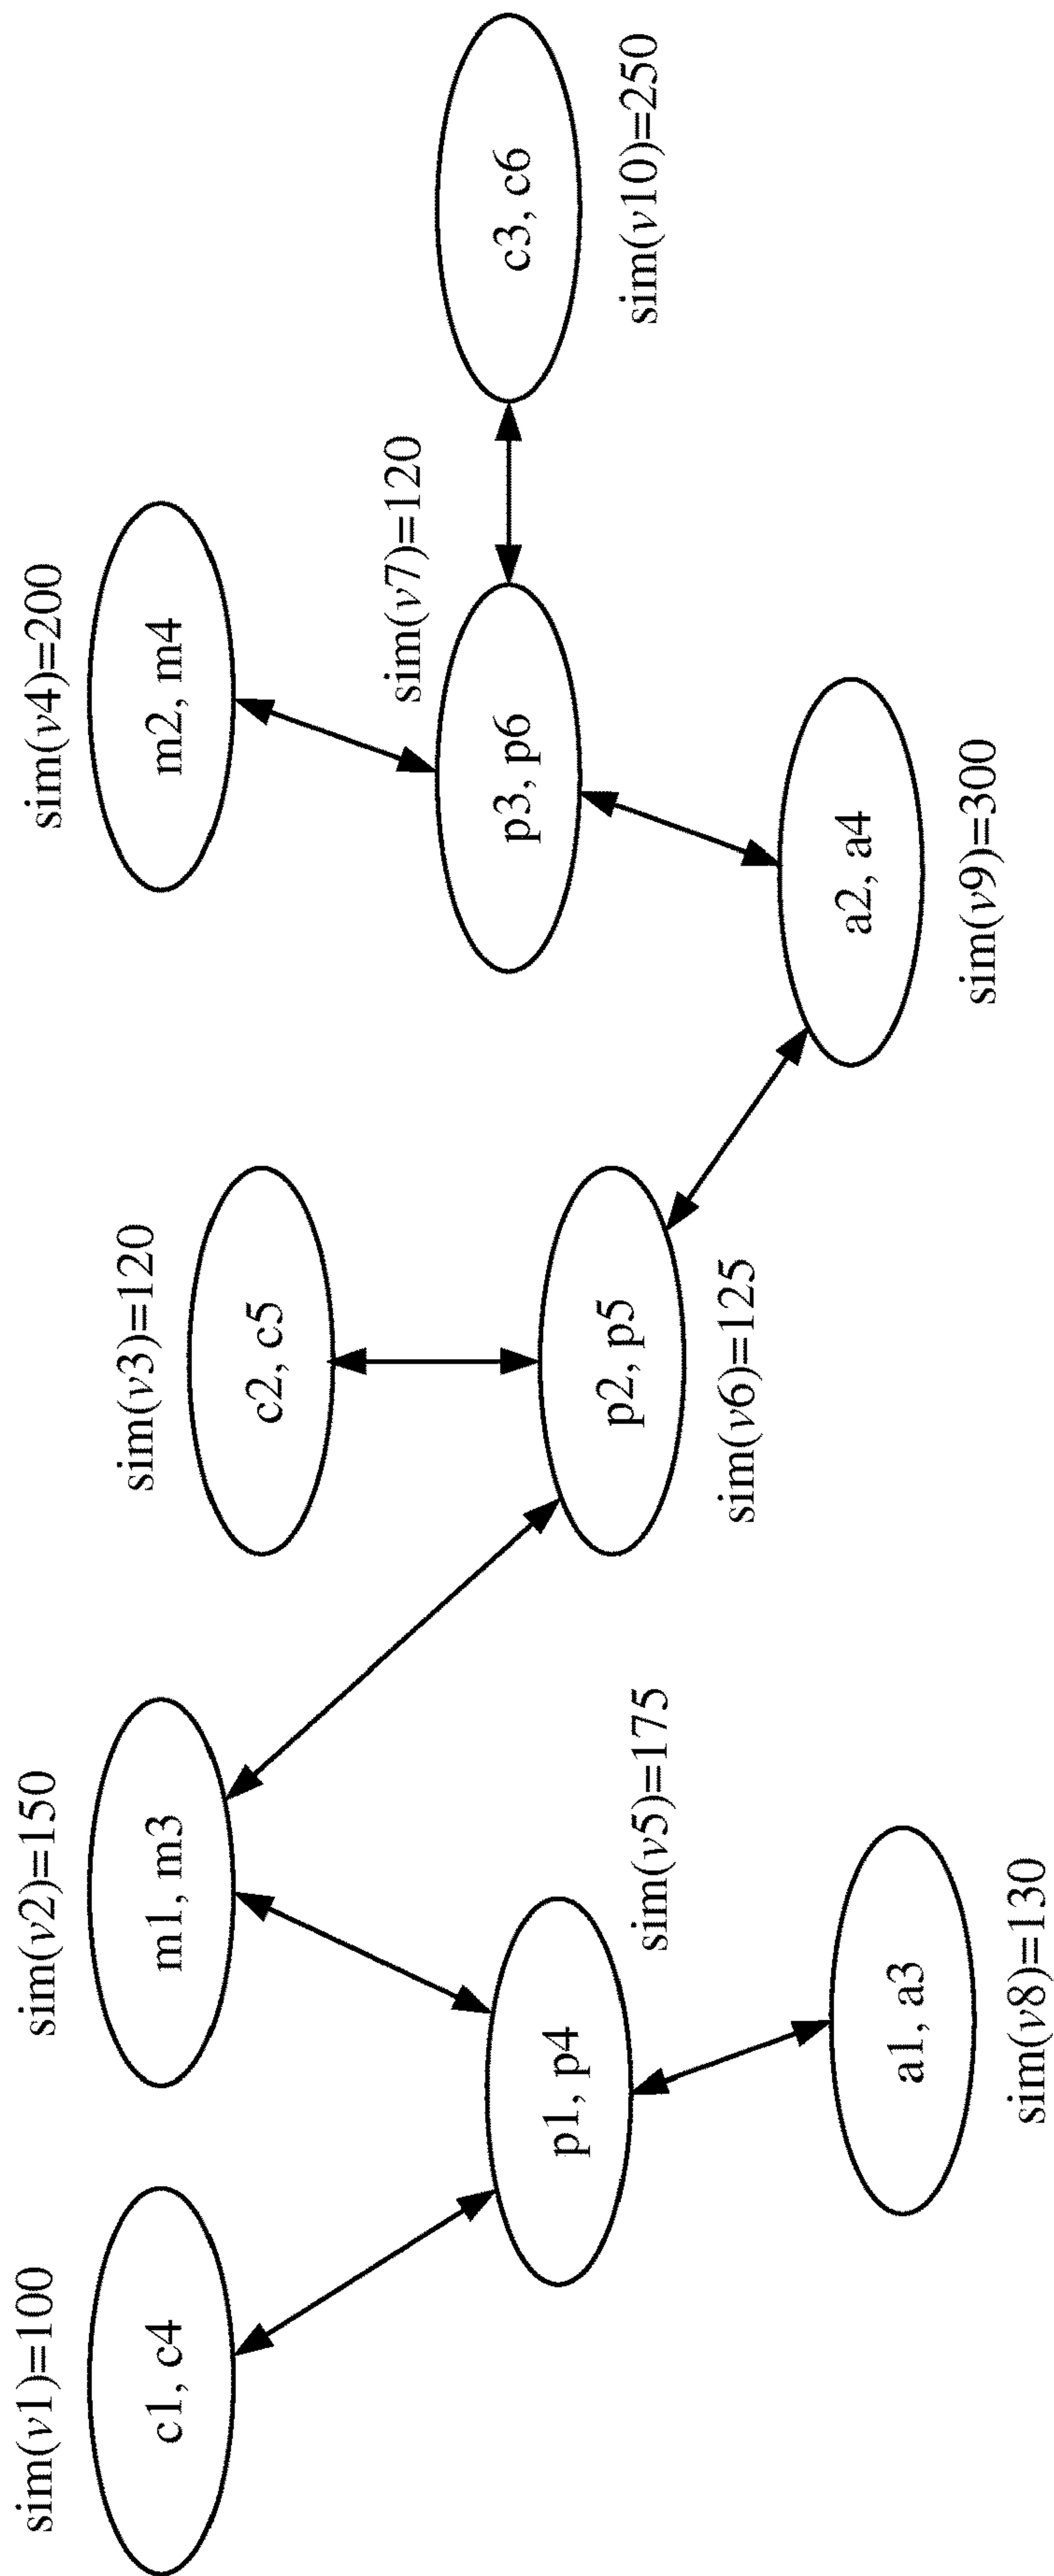 sim(v1)=100
c1, c4
sim(v2)=150
m1, m3
sim(v3)=120
c2, c5
sim(v4)=200
m2, m4
p1, p4
sim(v5)=175
p2, p5
sim(v6)=125
sim(v7)=120
p3, p6
c3, c6
sim(v10)=250
a1, a3
sim(v8)=130
a2, a4
sim(v9)=300